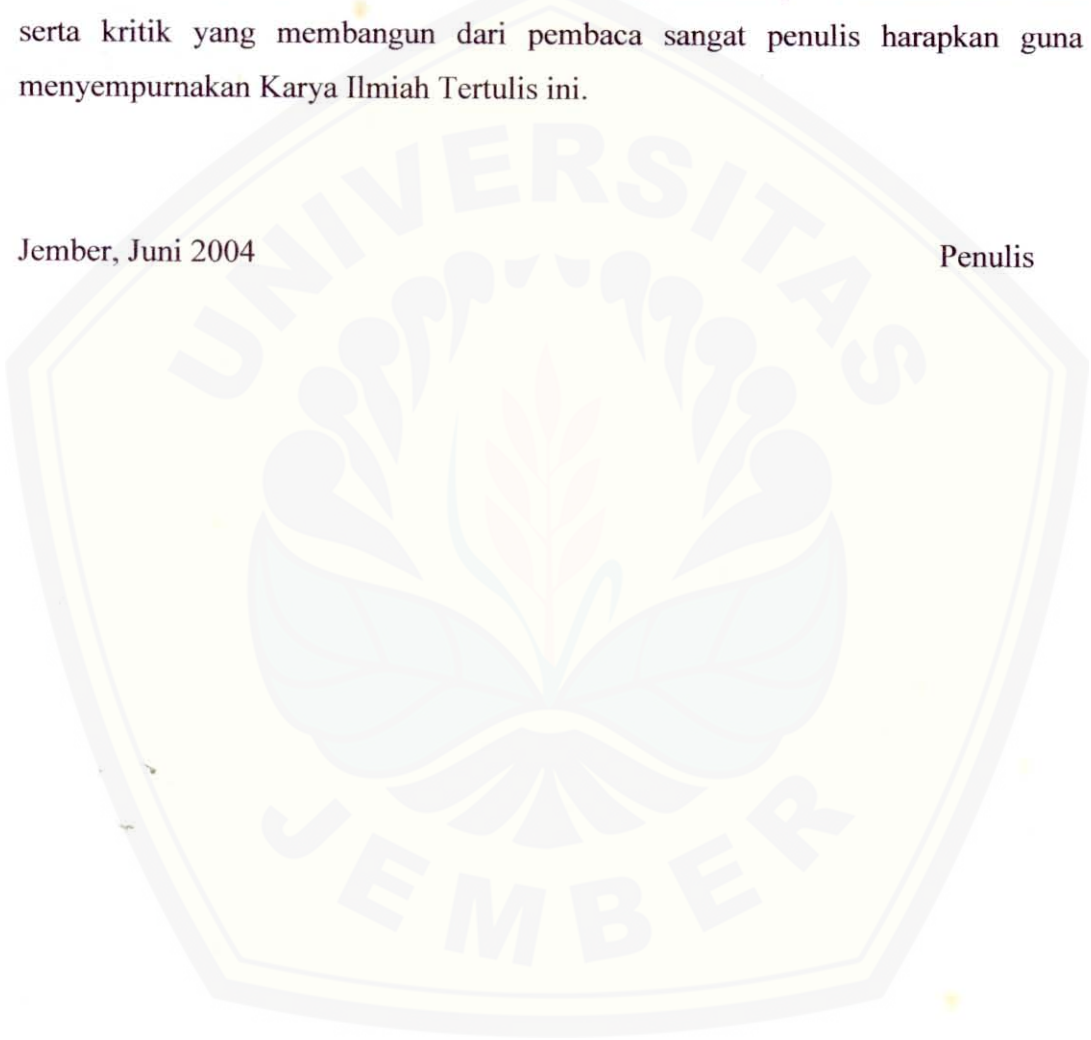 serta kritik yang membangun dari pembaca sangat penulis harapkan guna
menyempurnakan Karya Ilmiah Tertulis ini.
Jember, Juni 2004 Penulis
UNIVERSITAS
JEMBER